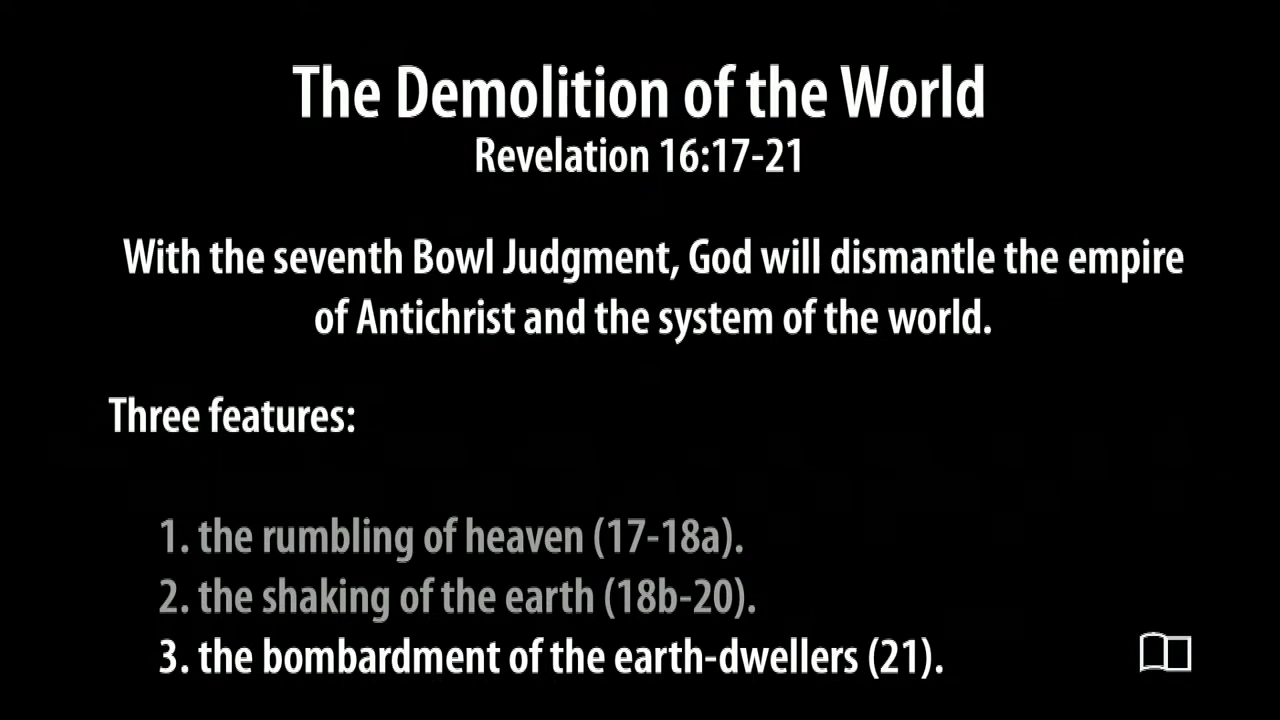 The Demolition of the World
Revelation 16:17-21
With the seventh Bowl Judgment, God will dismantle the empire
of Antichrist and the system of the world.
Three features:
1. the rumbling of heaven (17-18a).
2. the shaking of the earth (18b-20).
3. the bombardment of the earth-dwellers (21).